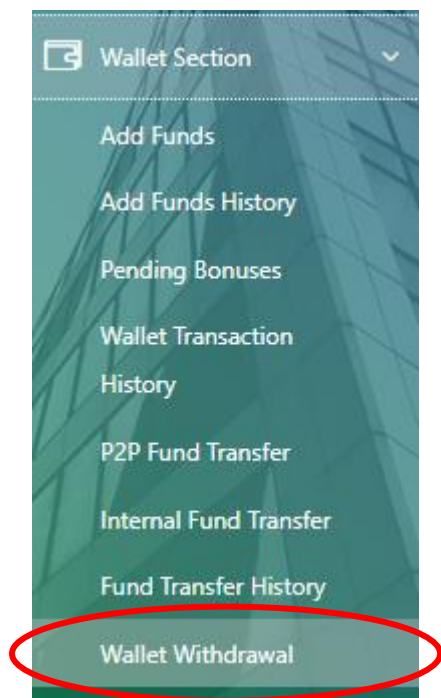 Wallet Section
Add Funds
Add Funds History
Pending Bonuses
Wallet Transaction
History
P2P Fund Transfer
Internal Fund Transfer
Fund Transfer History
Wallet Withdrawal